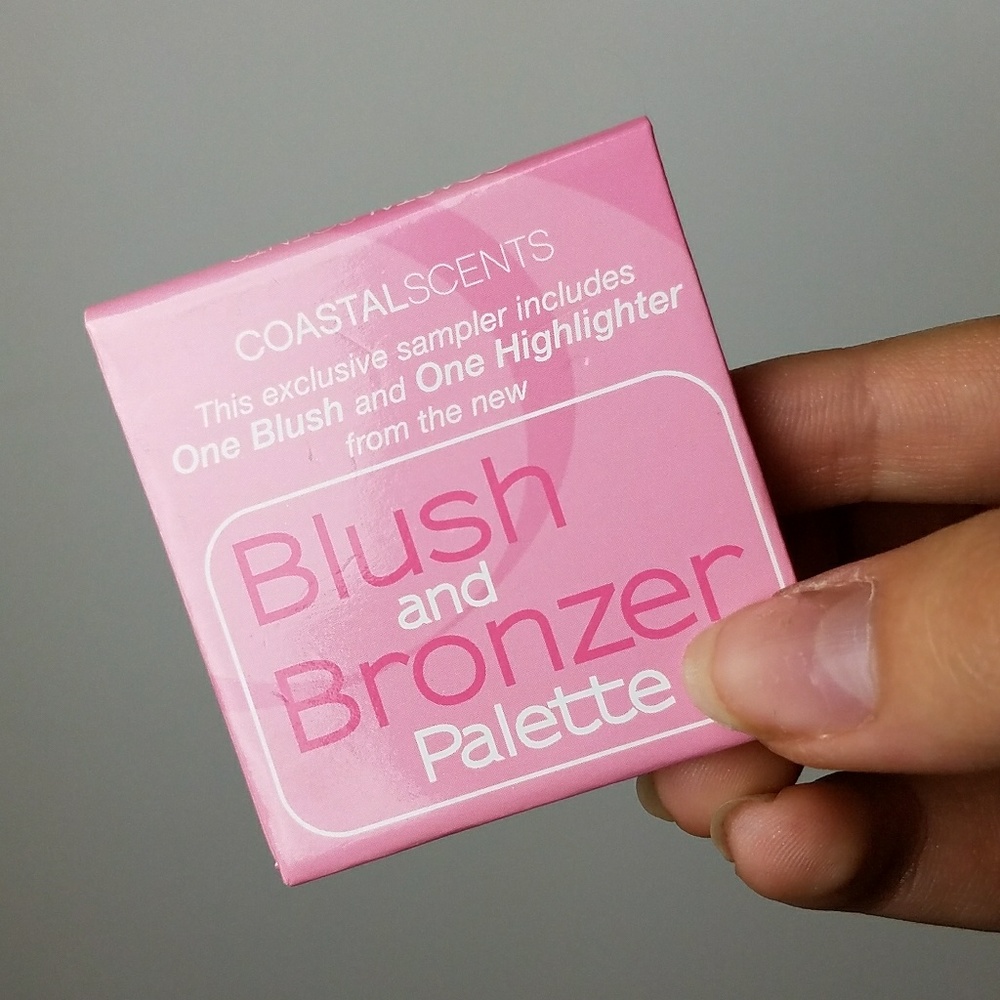 COASTALSCENTS
This exclusive sampler includes
One Blush and One Highlighter
from the new
Blush
and
Bronzer
Palette